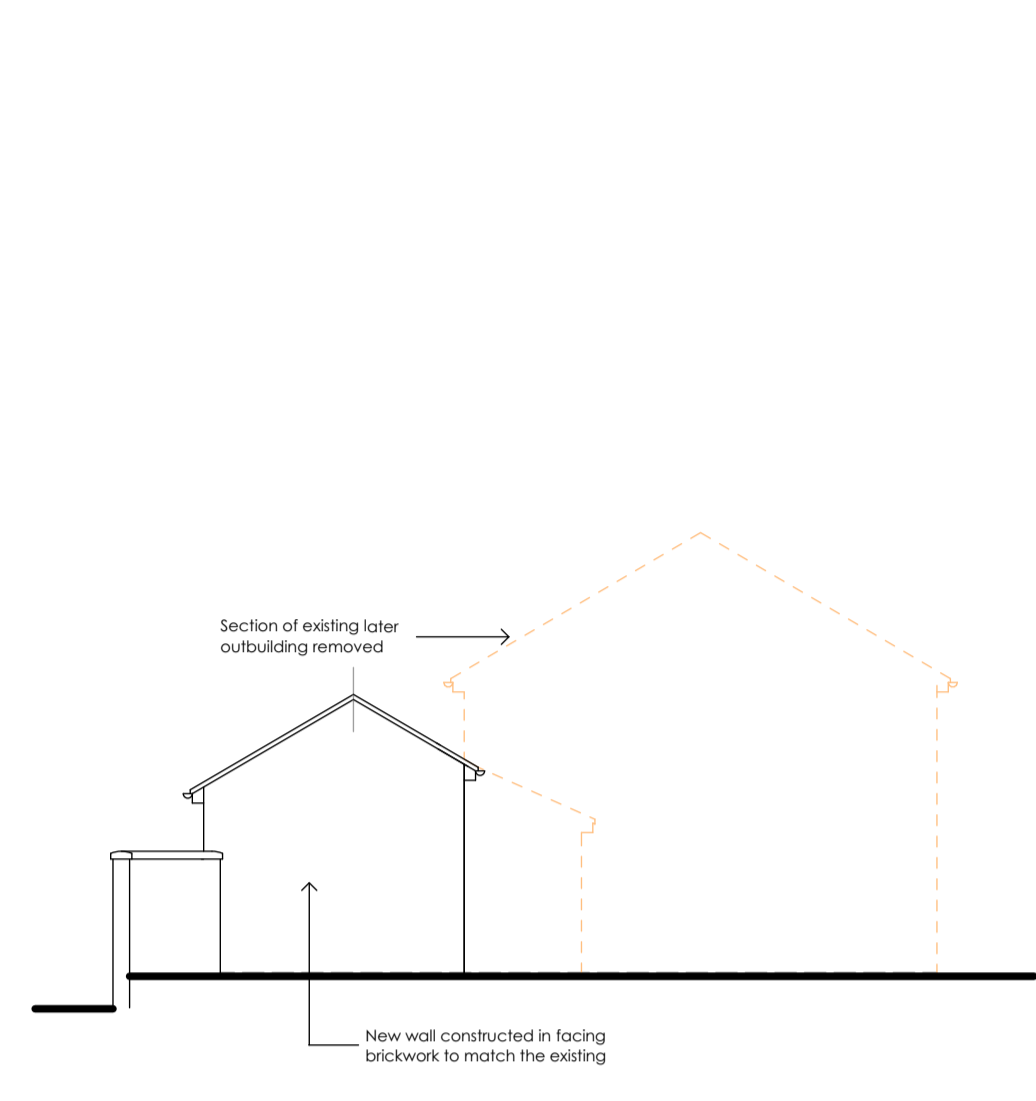 Section of existing later
outbuilding removed
New wall constructed in facing
brickwork to match the existing